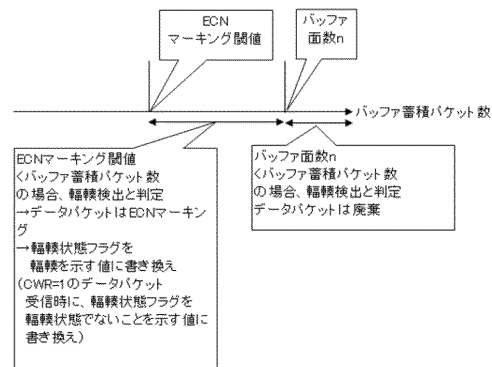 ECN
マーキング閾値
バッファ
面数n
バッファ蓄積パケット数
ECNマーキング閾値
<バッファ蓄積パケット数
の場合、輻輳検出と判定
→データパケットはECNマーキン
グ
→輻輳状態フラグを
輻輳を示す値に書き換え
(CWR=1のデータパケット
受信時に、輻輳状態フラグを
輻輳状態でないことを示す値に
書き換え)
バッファ面数n
<バッファ蓄積パケット数
の場合、輻輳検出と判定
データパケットは廃棄